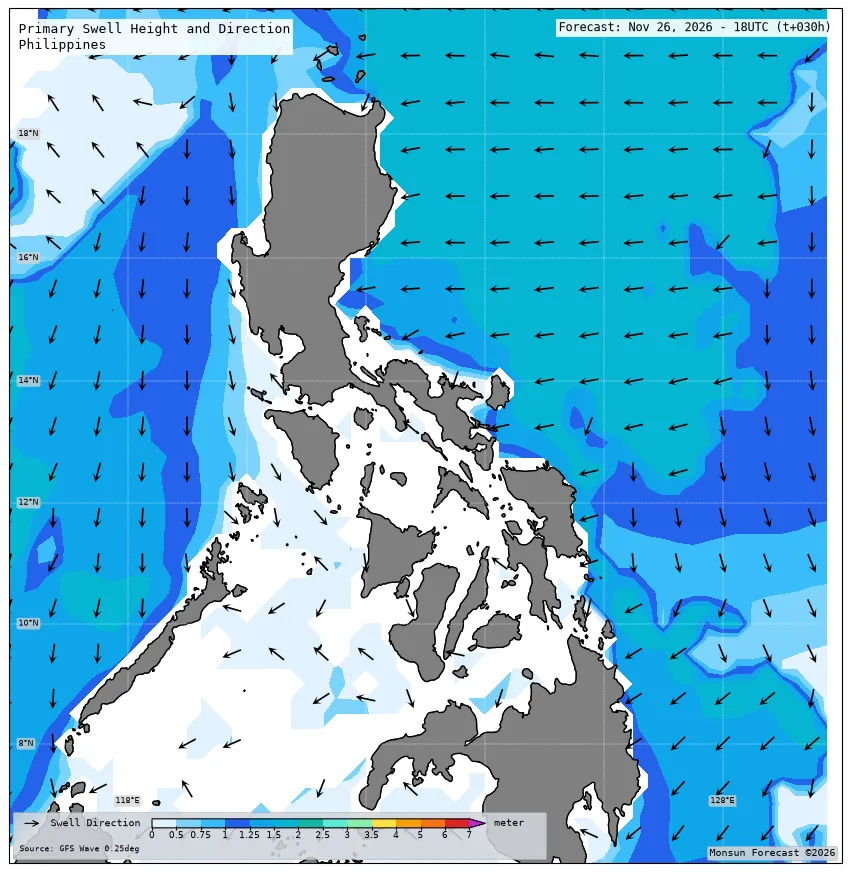 Primary Swell Height and Direction
Philippines
Forecast: Nov 26, 2026 - 18UTC (t+030h)
18°N
16°N
14°N
12°N
10°N
8°N
118°E
128°E
Swell Direction
0 0.5 0.75 1 1.25 1.5 2 2.5 3 3.5 4 5 6 7 meter
Source: GFS Wave 0.25deg
Monsun Forecast ©2026